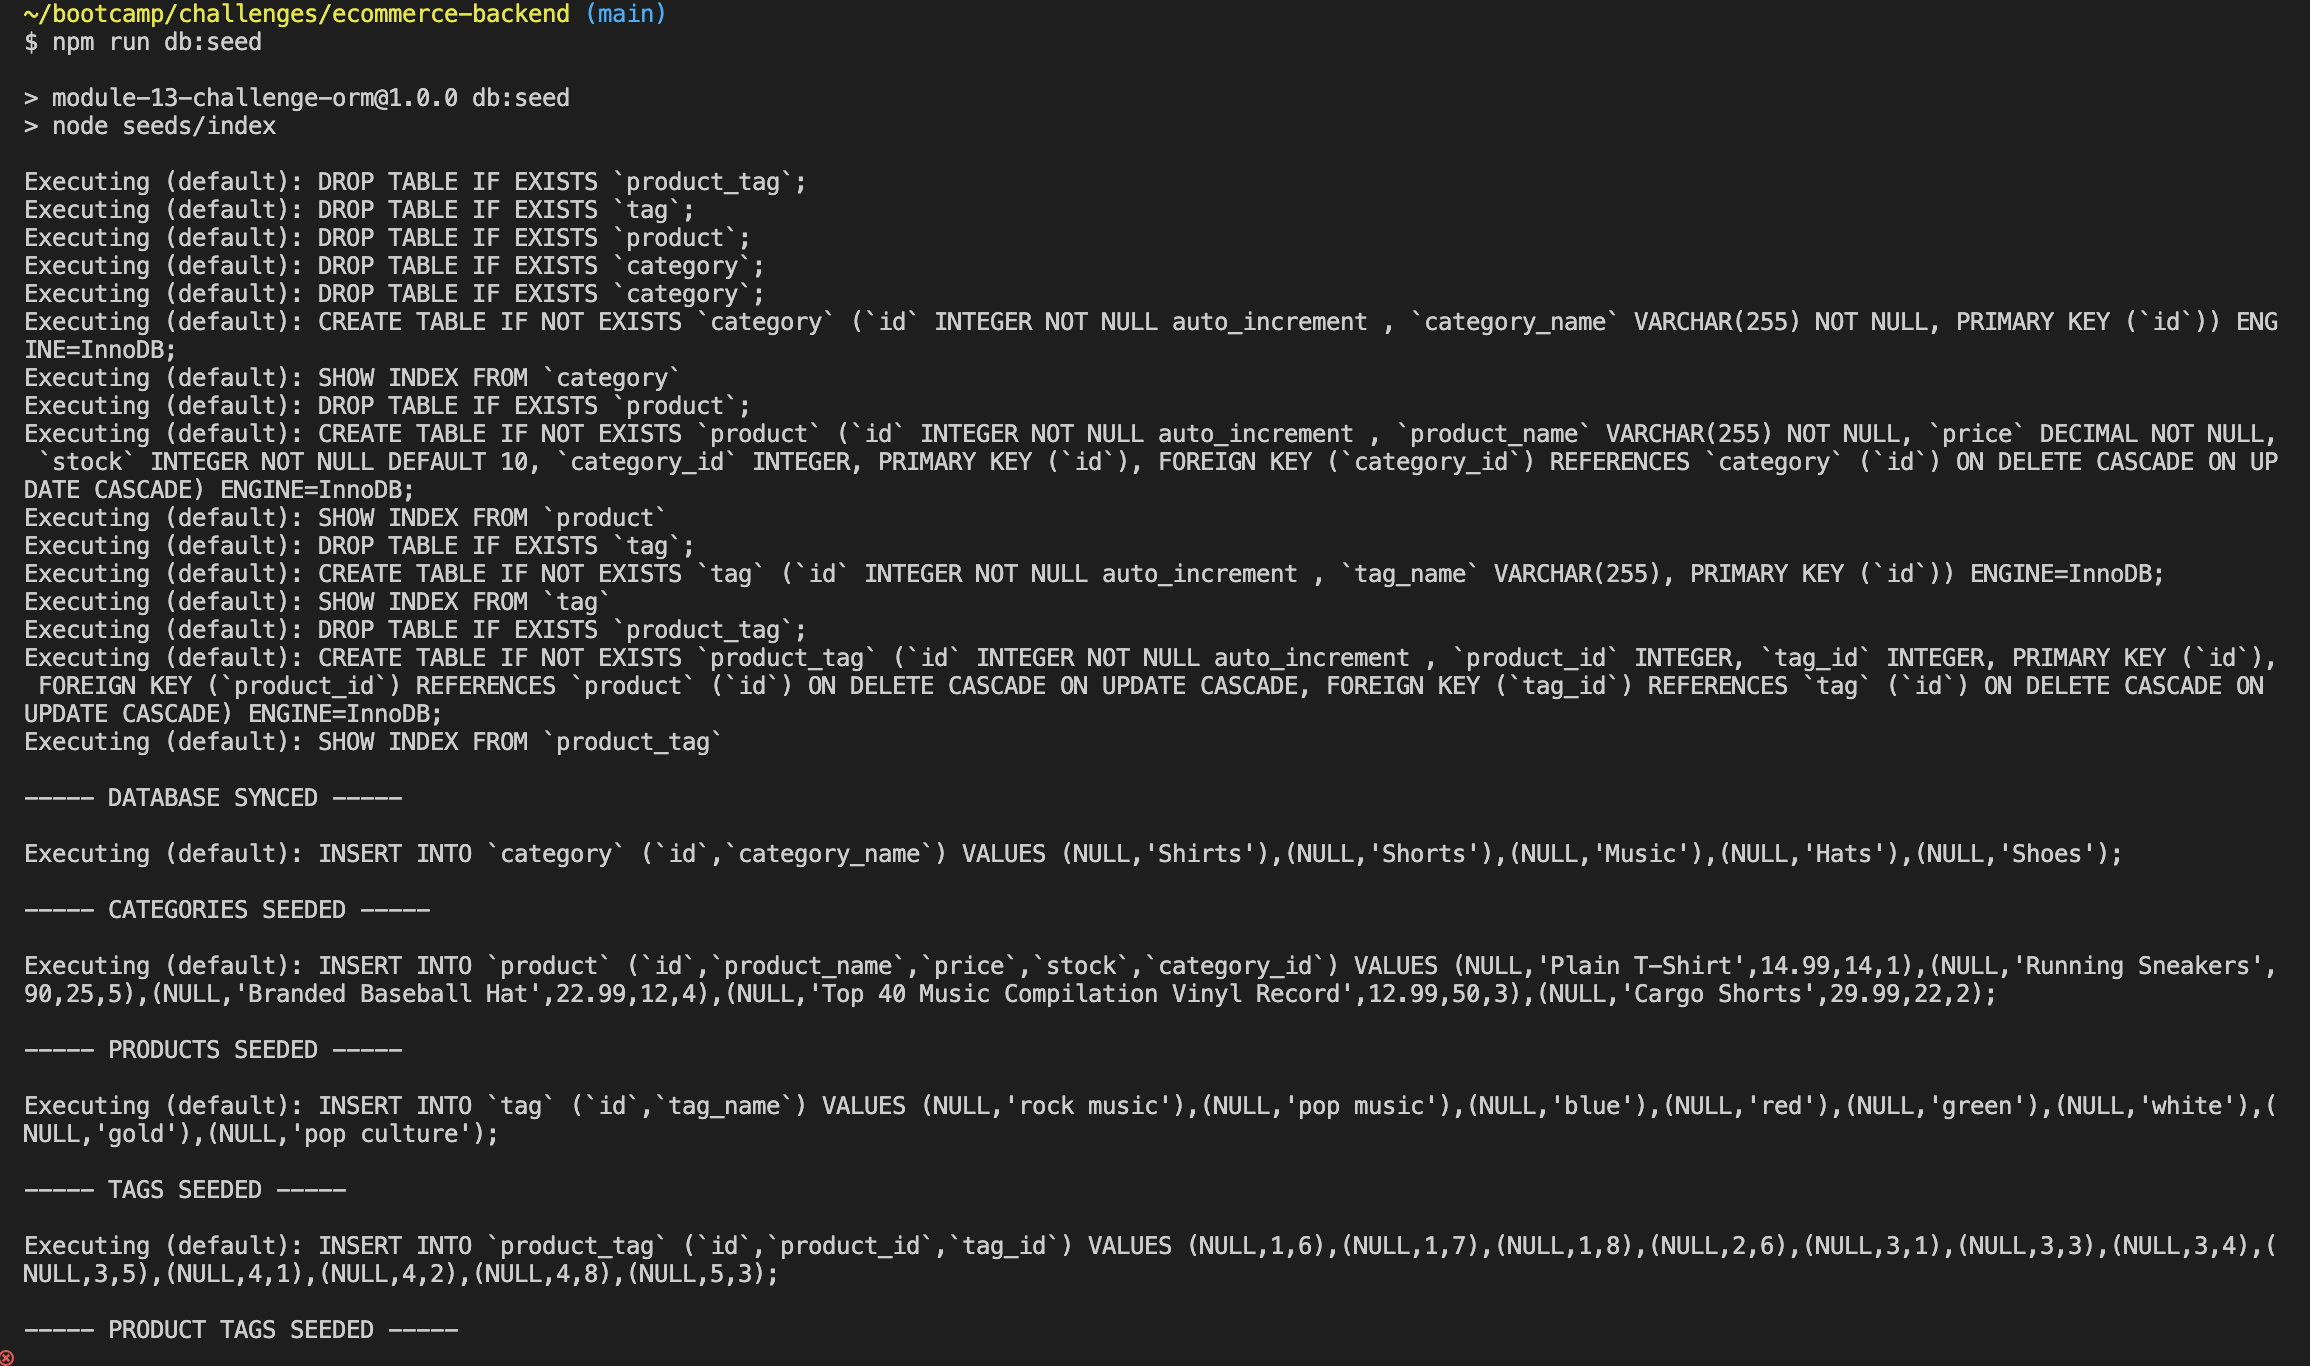 ~/bootcamp/challenges/ecommerce-backend (main)
$ npm run db:seed
> module-13-challenge-orm@1.0.0 db:seed
> node seeds/index
Executing (default): DROP TABLE IF EXISTS `product_tag`;
Executing (default): DROP TABLE IF EXISTS `tag`;
Executing (default): DROP TABLE IF EXISTS `product`;
Executing (default): DROP TABLE IF EXISTS `category`;
Executing (default): DROP TABLE IF EXISTS `category`;
Executing (default): CREATE TABLE IF NOT EXISTS `category` (`id` INTEGER NOT NULL auto_increment , `category_name` VARCHAR(255) NOT NULL, PRIMARY KEY (`id`)) ENG
INE=InnoDB;
Executing (default): SHOW INDEX FROM `category`
Executing (default): DROP TABLE IF EXISTS `product`;
Executing (default): CREATE TABLE IF NOT EXISTS `product` (`id` INTEGER NOT NULL auto_increment , `product_name` VARCHAR(255) NOT NULL, `price` DECIMAL NOT NULL,
 `stock` INTEGER NOT NULL DEFAULT 10, `category_id` INTEGER, PRIMARY KEY (`id`), FOREIGN KEY (`category_id`) REFERENCES `category` (`id`) ON DELETE CASCADE ON UP
DATE CASCADE) ENGINE=InnoDB;
Executing (default): SHOW INDEX FROM `product`
Executing (default): DROP TABLE IF EXISTS `tag`;
Executing (default): CREATE TABLE IF NOT EXISTS `tag` (`id` INTEGER NOT NULL auto_increment , `tag_name` VARCHAR(255), PRIMARY KEY (`id`)) ENGINE=InnoDB;
Executing (default): SHOW INDEX FROM `tag`
Executing (default): DROP TABLE IF EXISTS `product_tag`;
Executing (default): CREATE TABLE IF NOT EXISTS `product_tag` (`id` INTEGER NOT NULL auto_increment , `product_id` INTEGER, `tag_id` INTEGER, PRIMARY KEY (`id`),
 FOREIGN KEY (`product_id`) REFERENCES `product` (`id`) ON DELETE CASCADE ON UPDATE CASCADE, FOREIGN KEY (`tag_id`) REFERENCES `tag` (`id`) ON DELETE CASCADE ON
UPDATE CASCADE) ENGINE=InnoDB;
Executing (default): SHOW INDEX FROM `product_tag`
----- DATABASE SYNCED -----
Executing (default): INSERT INTO `category` (`id`,`category_name`) VALUES (NULL,'Shirts'),(NULL,'Shorts'),(NULL,'Music'),(NULL,'Hats'),(NULL,'Shoes');
----- CATEGORIES SEEDED -----
Executing (default): INSERT INTO `product` (`id`,`product_name`,`price`,`stock`,`category_id`) VALUES (NULL,'Plain T-Shirt',14.99,14,1),(NULL,'Running Sneakers',
90,25,5),(NULL,'Branded Baseball Hat',22.99,12,4),(NULL,'Top 40 Music Compilation Vinyl Record',12.99,50,3),(NULL,'Cargo Shorts',29.99,22,2);
----- PRODUCTS SEEDED -----
Executing (default): INSERT INTO `tag` (`id`,`tag_name`) VALUES (NULL,'rock music'),(NULL,'pop music'),(NULL,'blue'),(NULL,'red'),(NULL,'green'),(NULL,'white'),(
NULL,'gold'),(NULL,'pop culture');
----- TAGS SEEDED -----
Executing (default): INSERT INTO `product_tag` (`id`,`product_id`,`tag_id`) VALUES (NULL,1,6),(NULL,1,7),(NULL,1,8),(NULL,2,6),(NULL,3,1),(NULL,3,3),(NULL,3,4),(
NULL,3,5),(NULL,4,1),(NULL,4,2),(NULL,4,8),(NULL,5,3);
----- PRODUCT TAGS SEEDED -----